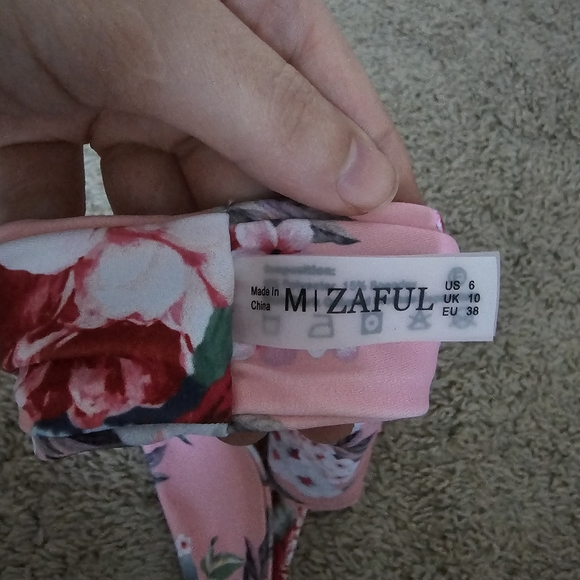 Made in
China
M| ZAFUL
US 6
UK 10
EU 38